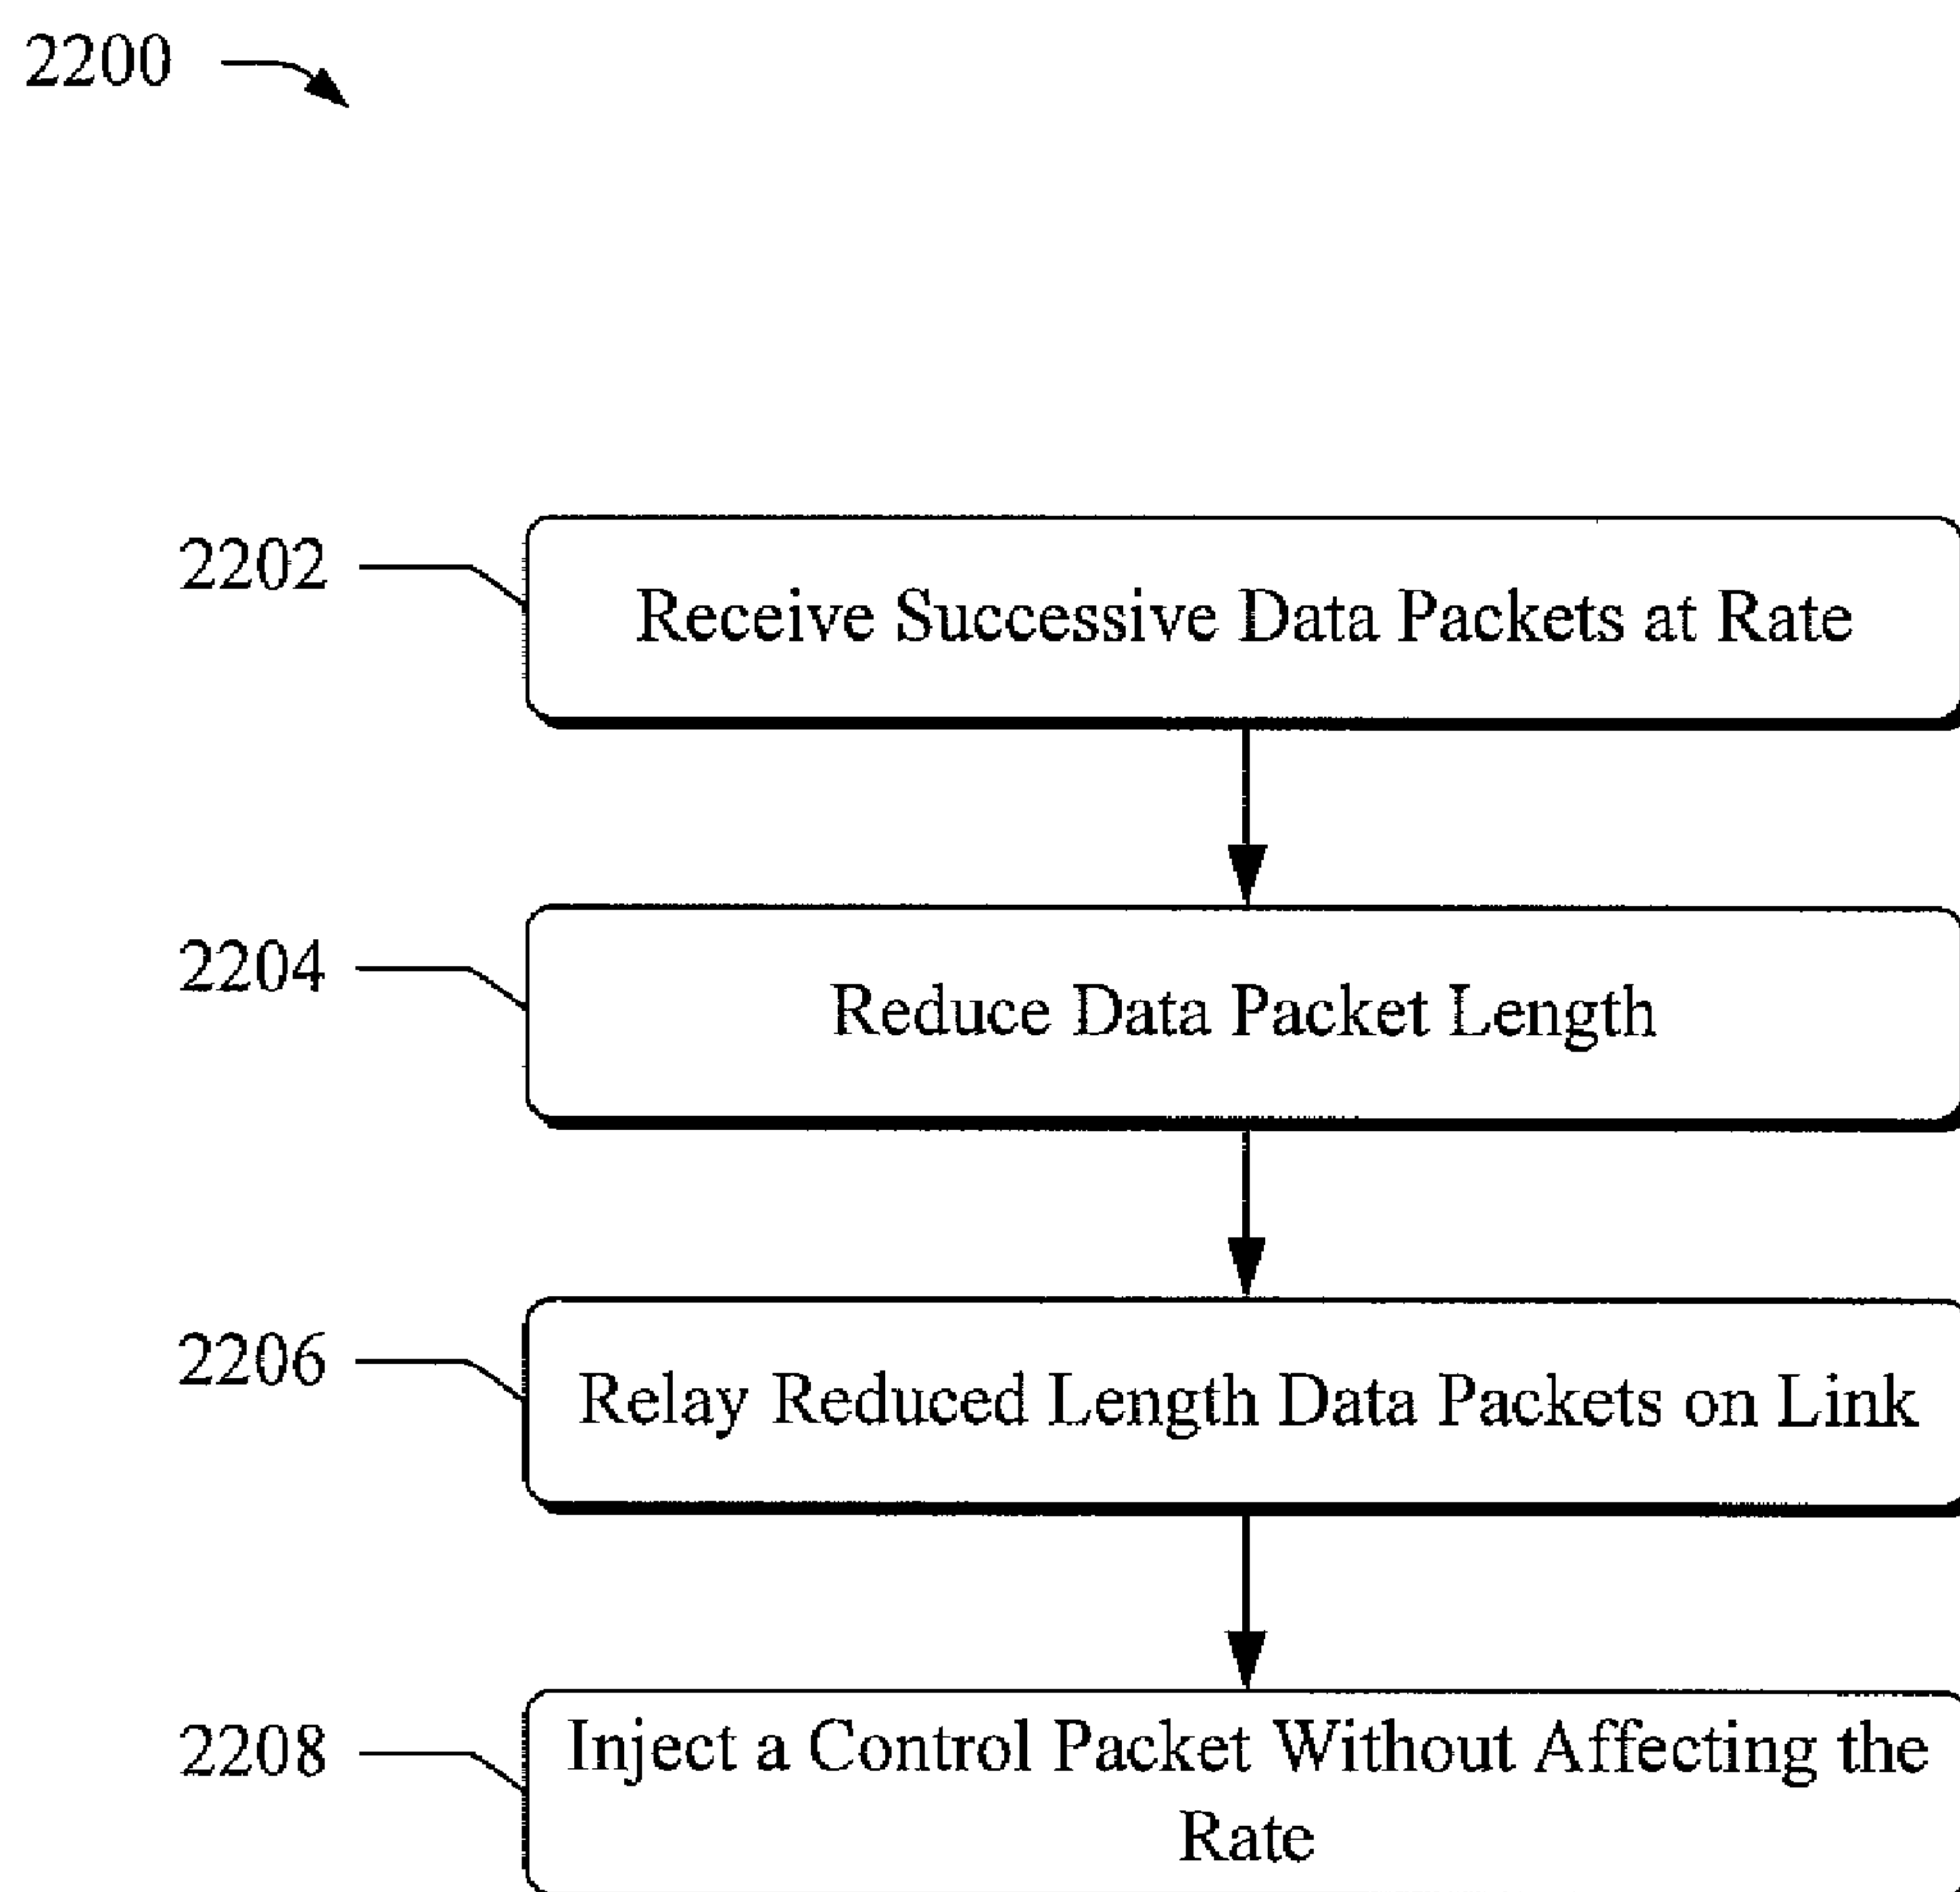 2200
2202
Receive Successive Data Packets at Rate
2204
Reduce Data Packet Length
2206
Relay Reduced Length Data Packets on Link
2208
Inject a Control Packet Without Affecting the
Rate